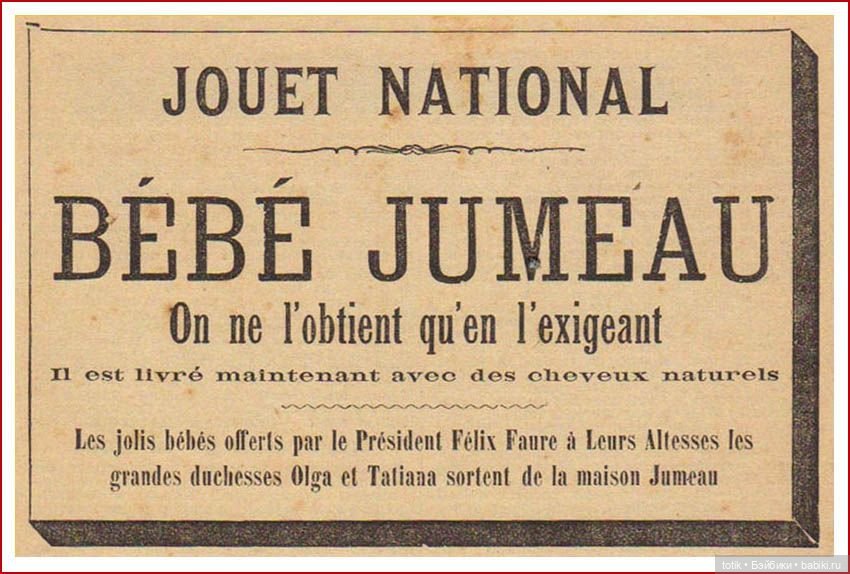 JOUET NATIONAL
BÉBÉ JUMEAU
On ne l'obtient qu'en l'exigeant
Il est livré maintenant avec des cheveux naturels
Les jolis bébés offerts par le Président Félix Faure à Leurs Altesses les
grandes duchesses Olga et Tatiana sortent de la maison Jumeau
totik • Бэйбики • babiki.ru